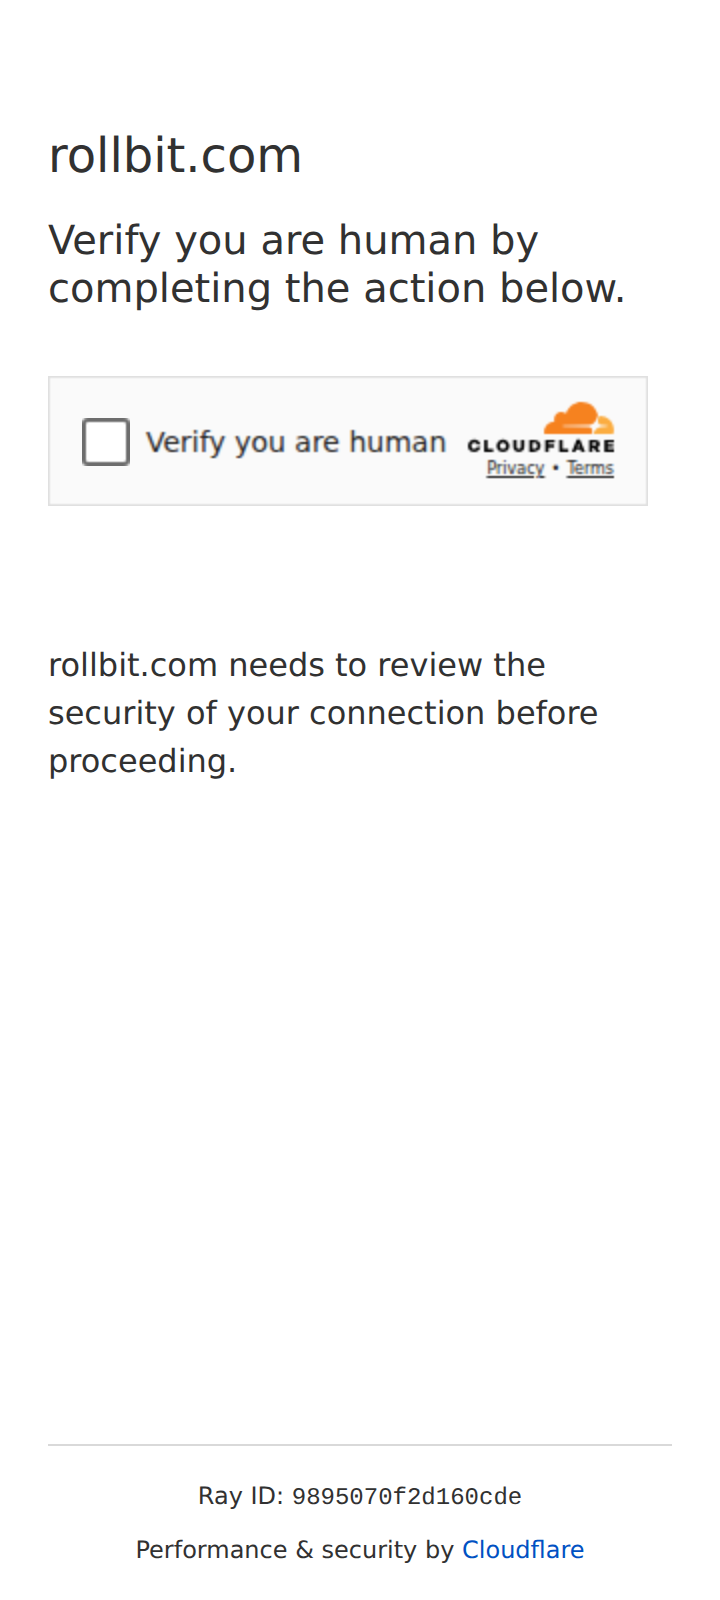 rollbit.com
Verify you are human by
completing the action below.
Verify you are human
CLOUDFLARE
Privacy • Terms
rollbit.com needs to review the
security of your connection before
proceeding.
Ray ID: 9895070f2d160cde
Performance & security by Cloudflare